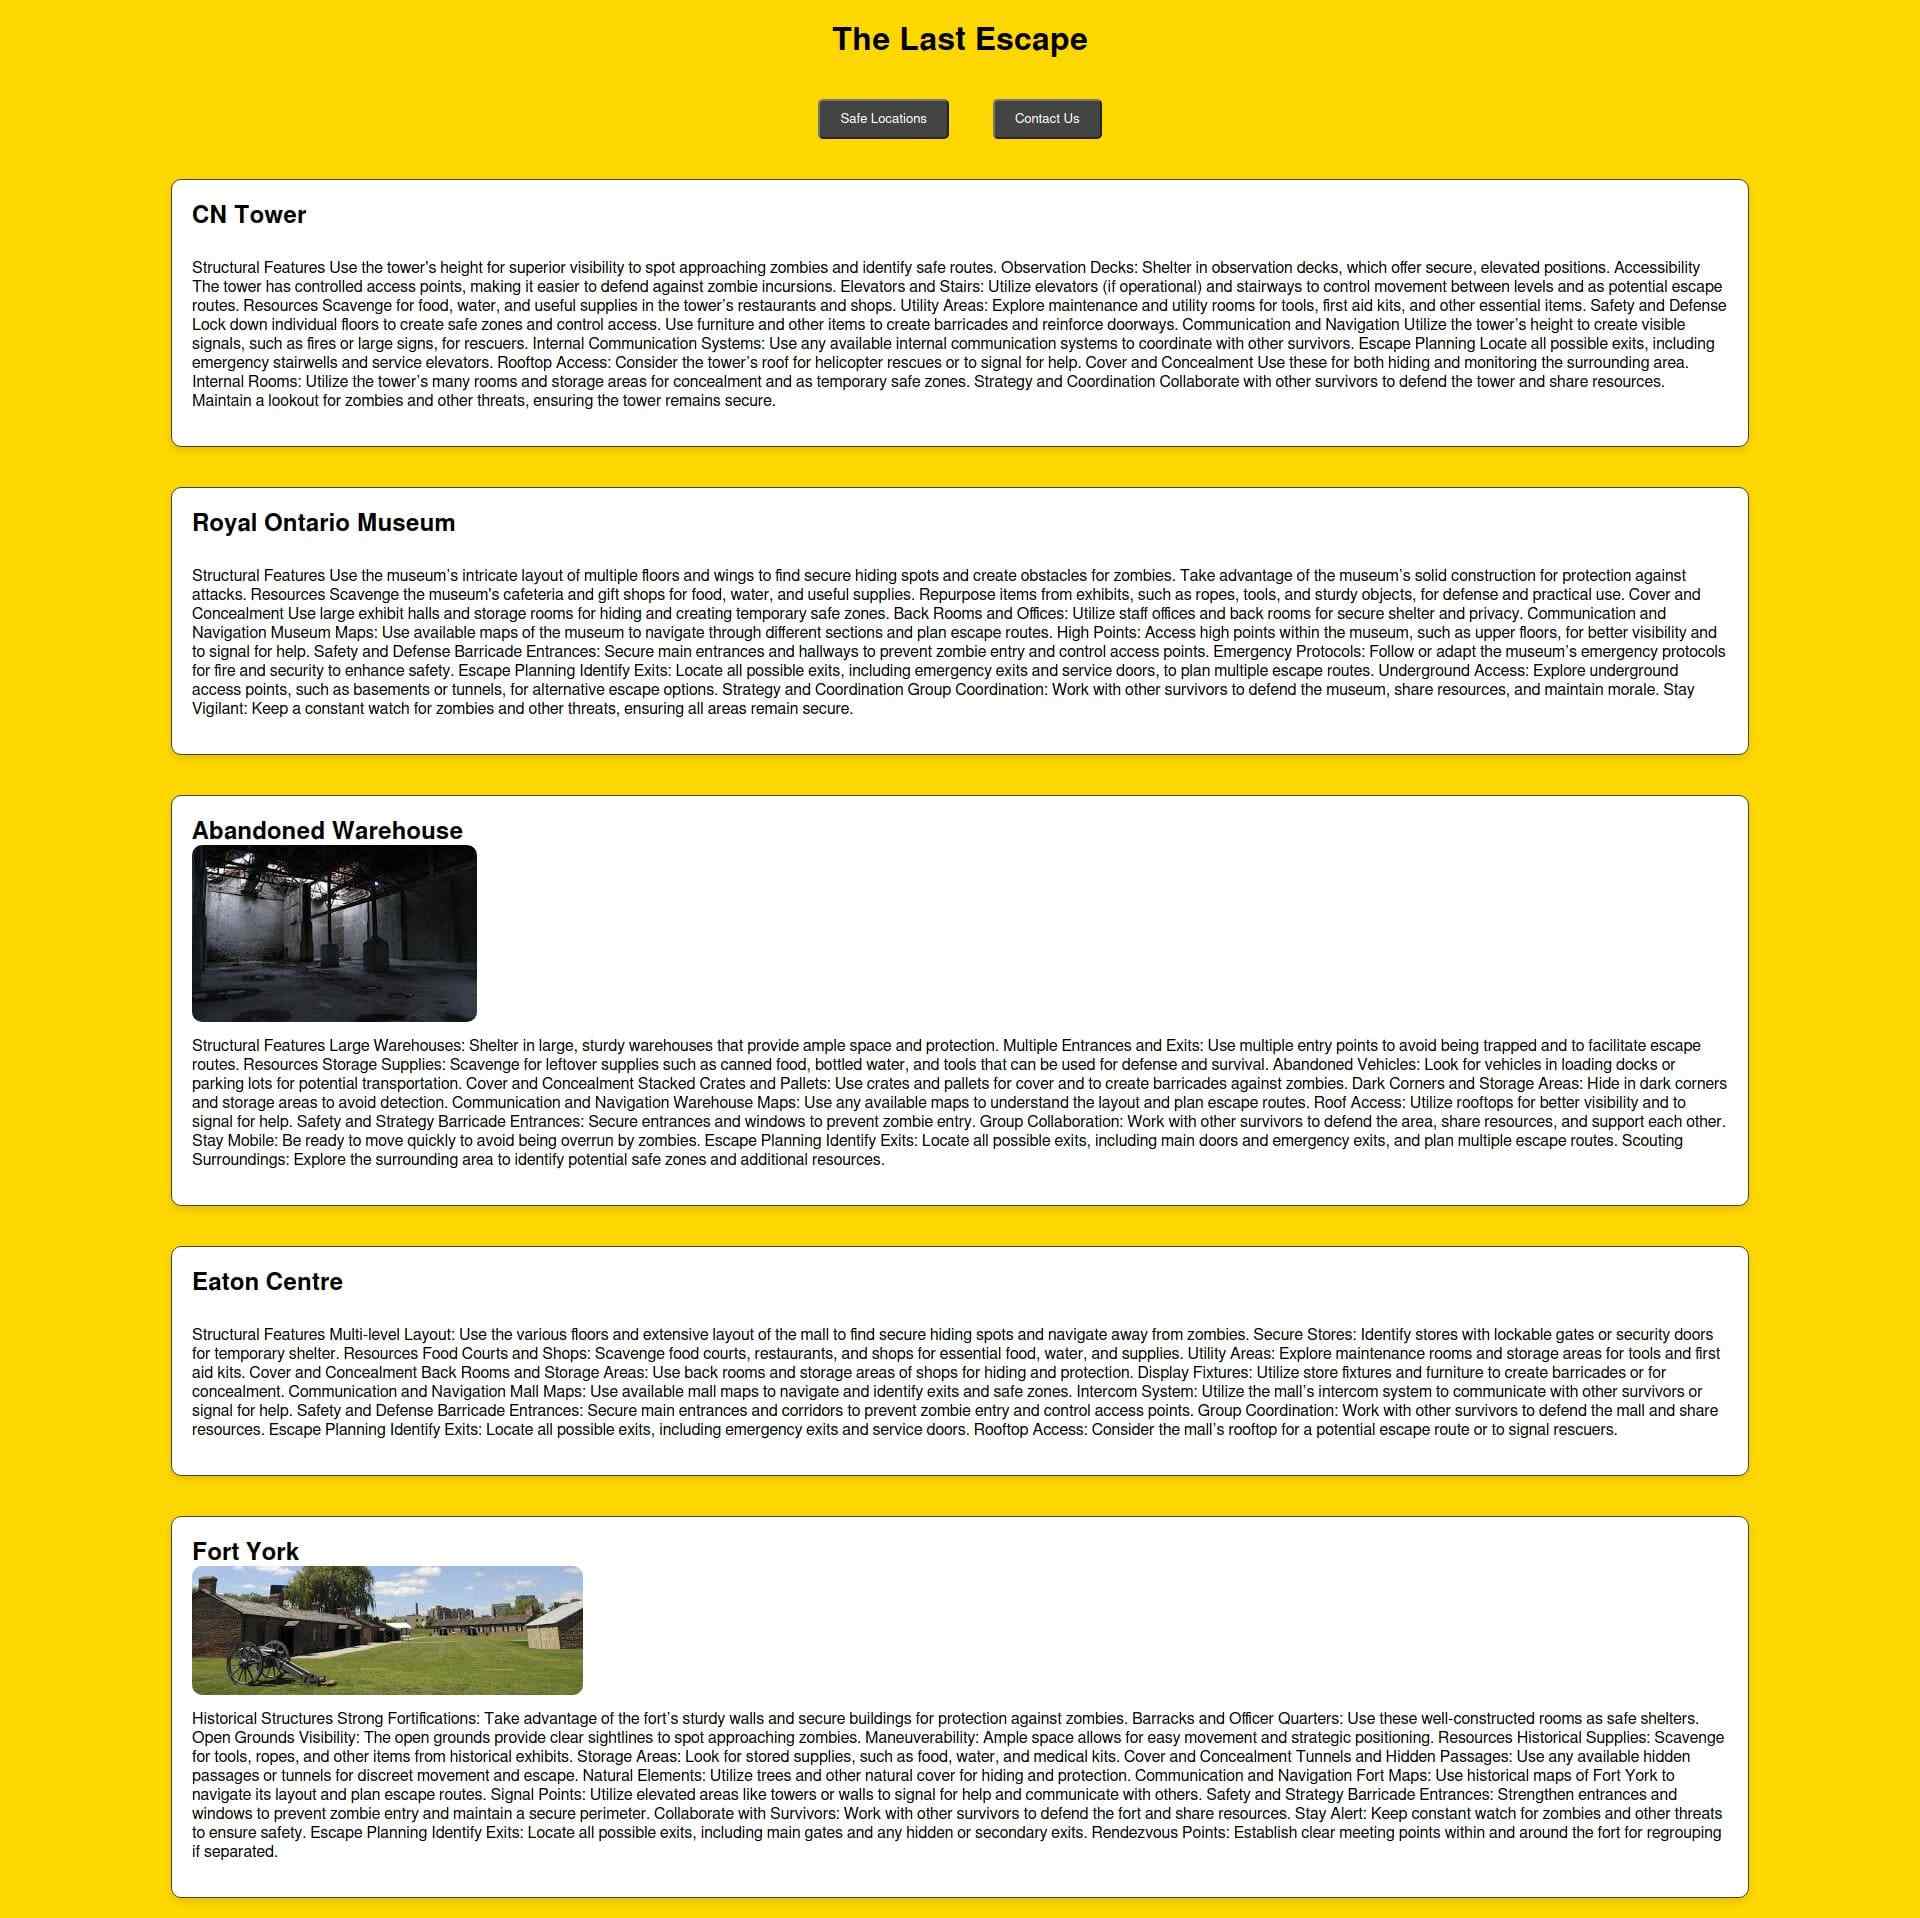 The Last Escape
Safe Locations
Contact Us
CN Tower
Structural Features Use the tower's height for superior visibility to spot approaching zombies and identify safe routes. Observation Decks: Shelter in observation decks, which offer secure, elevated positions. Accessibility
The tower has controlled access points, making it easier to defend against zombie incursions. Elevators and Stairs: Utilize elevators (if operational) and stairways to control movement between levels and as potential escape
routes. Resources Scavenge for food, water, and useful supplies in the tower's restaurants and shops. Utility Areas: Explore maintenance and utility rooms for tools, first aid kits, and other essential items. Safety and Defense
Lock down individual floors to create safe zones and control access. Use furniture and other items to create barricades and reinforce doorways. Communication and Navigation Utilize the tower's height to create visible
signals, such as fires or large signs, for rescuers. Internal Communication Systems: Use any available internal communication systems to coordinate with other survivors. Escape Planning Locate all possible exits, including
emergency stairwells and service elevators. Rooftop Access: Consider the tower's roof for helicopter rescues or to signal for help. Cover and Concealment Use these for both hiding and monitoring the surrounding area.
Internal Rooms: Utilize the tower's many rooms and storage areas for concealment and as temporary safe zones. Strategy and Coordination Collaborate with other survivors to defend the tower and share resources.
Maintain a lookout for zombies and other threats, ensuring the tower remains secure.
Royal Ontario Museum
Structural Features Use the museum's intricate layout of multiple floors and wings to find secure hiding spots and create obstacles for zombies. Take advantage of the museum's solid construction for protection against
attacks. Resources Scavenge the museum's cafeteria and gift shops for food, water, and useful supplies. Repurpose items from exhibits, such as ropes, tools, and sturdy objects, for defense and practical use. Cover and
Concealment Use large exhibit halls and storage rooms for hiding and creating temporary safe zones. Back Rooms and Offices: Utilize staff offices and back rooms for secure shelter and privacy. Communication and
Navigation Museum Maps: Use available maps of the museum to navigate through different sections and plan escape routes. High Points: Access high points within the museum, such as upper floors, for better visibility and
to signal for help. Safety and Defense Barricade Entrances: Secure main entrances and hallways to prevent zombie entry and control access points. Emergency Protocols: Follow or adapt the museum's emergency protocols
for fire and security to enhance safety. Escape Planning Identify Exits: Locate all possible exits, including emergency exits and service doors, to plan multiple escape routes. Underground Access: Explore underground
access points, such as basements or tunnels, for alternative escape options. Strategy and Coordination Group Coordination: Work with other survivors to defend the museum, share resources, and maintain morale. Stay
Vigilant: Keep a constant watch for zombies and other threats, ensuring all areas remain secure.
Abandoned Warehouse
Structural Features Large Warehouses: Shelter in large, sturdy warehouses that provide ample space and protection. Multiple Entrances and Exits: Use multiple entry points to avoid being trapped and to facilitate escape
routes. Resources Storage Supplies: Scavenge for leftover supplies such as canned food, bottled water, and tools that can be used for defense and survival. Abandoned Vehicles: Look for vehicles in loading docks or
parking lots for potential transportation. Cover and Concealment Stacked Crates and Pallets: Use crates and pallets for cover and to create barricades against zombies. Dark Corners and Storage Areas: Hide in dark corners
and storage areas to avoid detection. Communication and Navigation Warehouse Maps: Use any available maps to understand the layout and plan escape routes. Roof Access: Utilize rooftops for better visibility and to
signal for help. Safety and Strategy Barricade Entrances: Secure entrances and windows to prevent zombie entry. Group Collaboration: Work with other survivors to defend the area, share resources, and support each other.
Stay Mobile: Be ready to move quickly to avoid being overrun by zombies. Escape Planning Identify Exits: Locate all possible exits, including main doors and emergency exits, and plan multiple escape routes. Scouting
Surroundings: Explore the surrounding area to identify potential safe zones and additional resources.
Eaton Centre
Structural Features Multi-level Layout: Use the various floors and extensive layout of the mall to find secure hiding spots and navigate away from zombies. Secure Stores: Identify stores with lockable gates or security doors
for temporary shelter. Resources Food Courts and Shops: Scavenge food courts, restaurants, and shops for essential food, water, and supplies. Utility Areas: Explore maintenance rooms and storage areas for tools and first
aid kits. Cover and Concealment Back Rooms and Storage Areas: Use back rooms and storage areas of shops for hiding and protection. Display Fixtures: Utilize store fixtures and furniture to create barricades or for
concealment. Communication and Navigation Mall Maps: Use available mall maps to navigate and identify exits and safe zones. Intercom System: Utilize the mall's intercom system to communicate with other survivors or
signal for help. Safety and Defense Barricade Entrances: Secure main entrances and corridors to prevent zombie entry and control access points. Group Coordination: Work with other survivors to defend the mall and share
resources. Escape Planning Identify Exits: Locate all possible exits, including emergency exits and service doors. Rooftop Access: Consider the mall's rooftop for a potential escape route or to signal rescuers.
Fort York
Historical Structures Strong Fortifications: Take advantage of the fort's sturdy walls and secure buildings for protection against zombies. Barracks and Officer Quarters: Use these well-constructed rooms as safe shelters.
Open Grounds Visibility: The open grounds provide clear sightlines to spot approaching zombies. Maneuverability: Ample space allows for easy movement and strategic positioning. Resources Historical Supplies: Scavenge
for tools, ropes, and other items from historical exhibits. Storage Areas: Look for stored supplies, such as food, water, and medical kits. Cover and Concealment Tunnels and Hidden Passages: Use any available hidden
passages or tunnels for discreet movement and escape. Natural Elements: Utilize trees and other natural cover for hiding and protection. Communication and Navigation Fort Maps: Use historical maps of Fort York to
navigate its layout and plan escape routes. Signal Points: Utilize elevated areas like towers or walls to signal for help and communicate with others. Safety and Strategy Barricade Entrances: Strengthen entrances and
windows to prevent zombie entry and maintain a secure perimeter. Collaborate with Survivors: Work with other survivors to defend the fort and share resources. Stay Alert: Keep constant watch for zombies and other threats
to ensure safety. Escape Planning Identify Exits: Locate all possible exits, including main gates and any hidden or secondary exits. Rendezvous Points: Establish clear meeting points within and around the fort for regrouping
if separated.